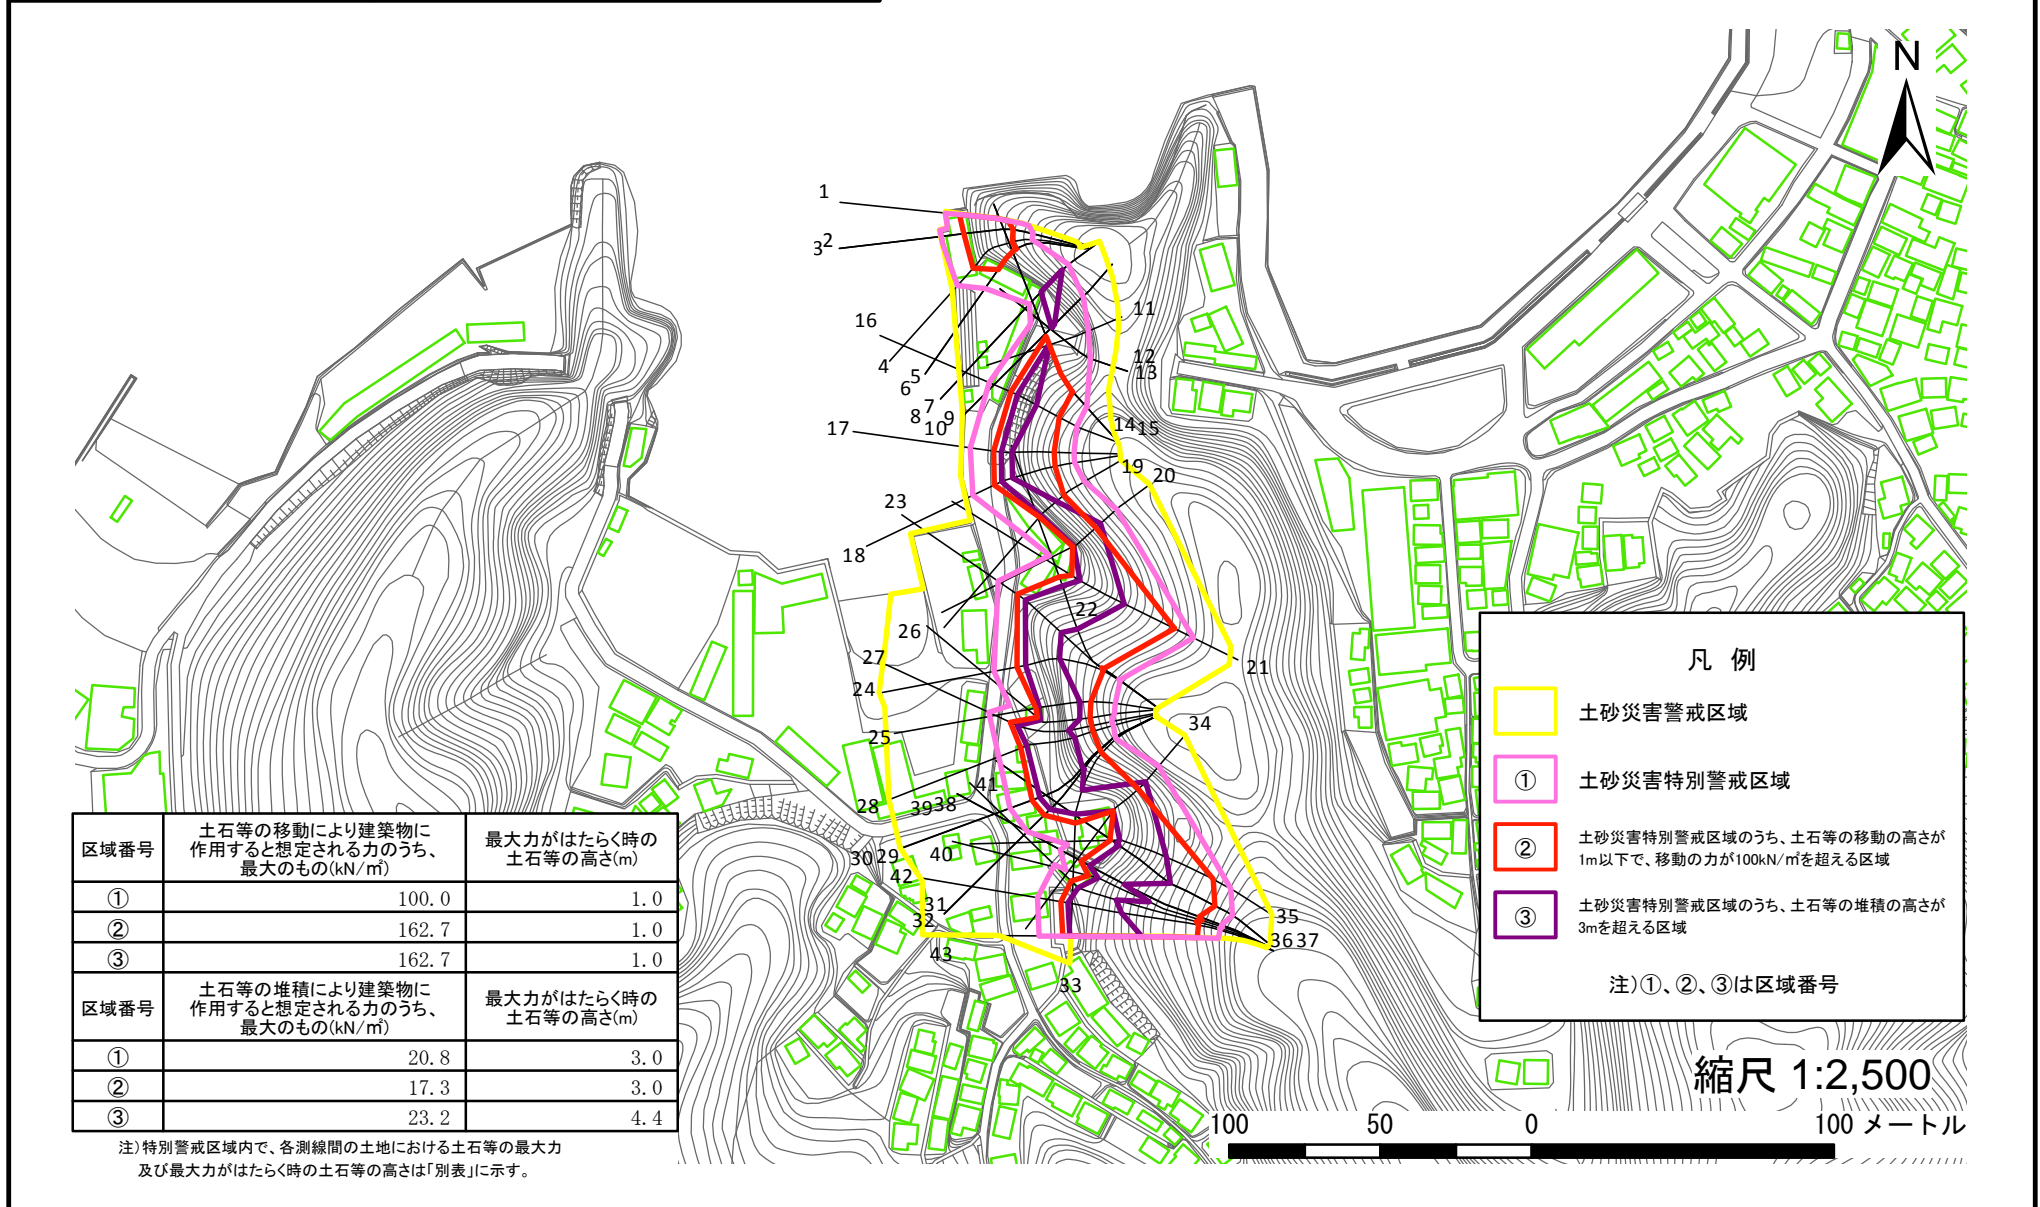 N
1
3 2
16
11
4
6 5
7
8 10 9
12
13
17
14 15
19
20
23
18
22
26
27
21
24
34
25
41
28
39 38
30 29
40
42
31
32
35
36 37
43
33
凡 例
土砂災害警戒区域
① 土砂災害特別警戒区域
② 土砂災害特別警戒区域のうち、土石等の移動の高さが
1m以下で、移動の力が100kN/㎡を超える区域
③ 土砂災害特別警戒区域のうち、土石等の堆積の高さが
3mを超える区域
注)①、②、③は区域番号
区域番号 土石等の移動により建築物に
作用すると想定される力のうち、
最大のもの(kN/㎡) 最大力がはたらく時の
土石等の高さ(m)
① 100.0 1.0
② 162.7 1.0
③ 162.7 1.0
区域番号 土石等の堆積により建築物に
作用すると想定される力のうち、
最大のもの(kN/㎡) 最大力がはたらく時の
土石等の高さ(m)
① 20.8 3.0
② 17.3 3.0
③ 23.2 4.4
注)特別警戒区域内で、各測線間の土地における土石等の最大力
及び最大力がはたらく時の土石等の高さは「別表」に示す。
縮尺 1:2,500
100 50 0 100 メートル